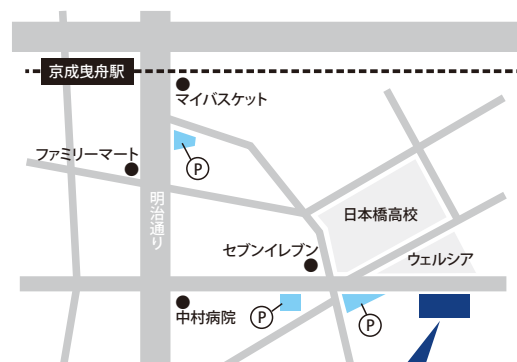 京成曳舟駅
マイバスケット
ファミリーマート
P
明治通り
日本橋高校
セブンイレブン
ウェルシア
中村病院
P
P